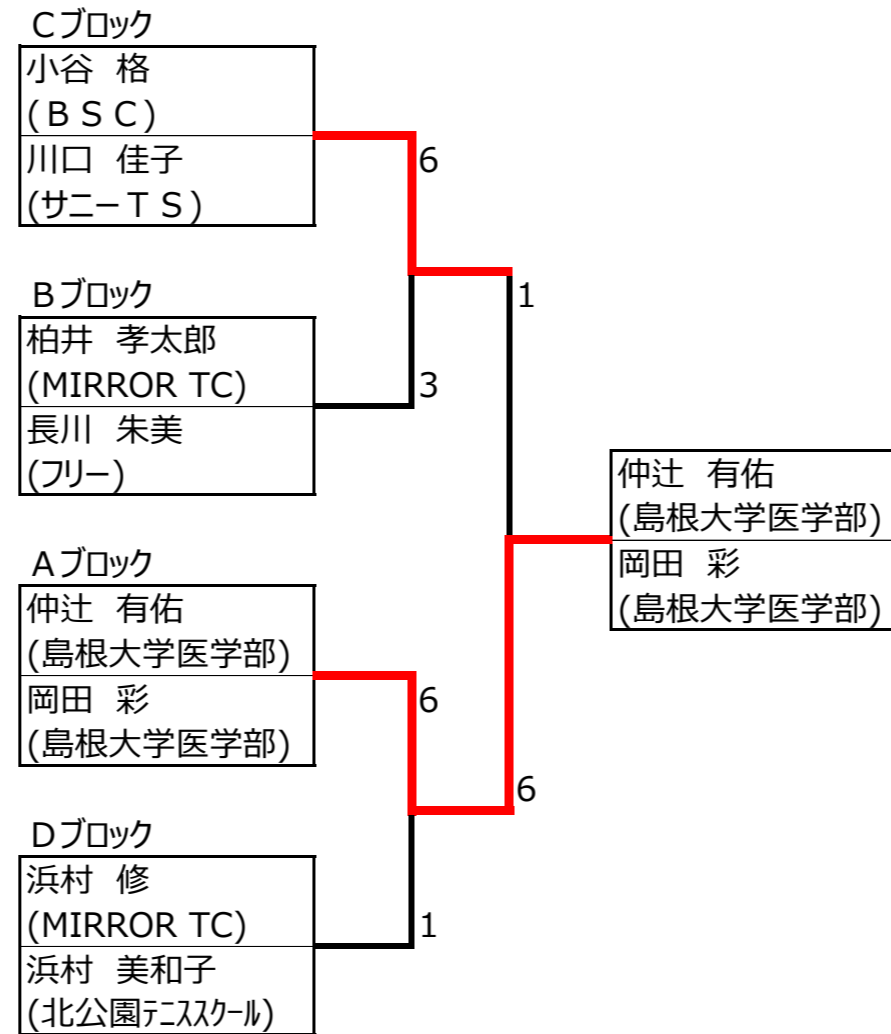 Ｃブロック
小谷　格
(ＢＳＣ)
川口　佳子
(サニーＴＳ)
6
Ｂブロック
柏井　孝太郎
(MIRROR TC)
長川　朱美
(フリー)
3
1
Ａブロック
仲辻　有佑
(島根大学医学部)
岡田　彩
(島根大学医学部)
6
Ｄブロック
浜村　修
(MIRROR TC)
浜村　美和子
(北公園ﾃﾆｽｽｸｰﾙ)
1
6
仲辻　有佑
(島根大学医学部)
岡田　彩
(島根大学医学部)